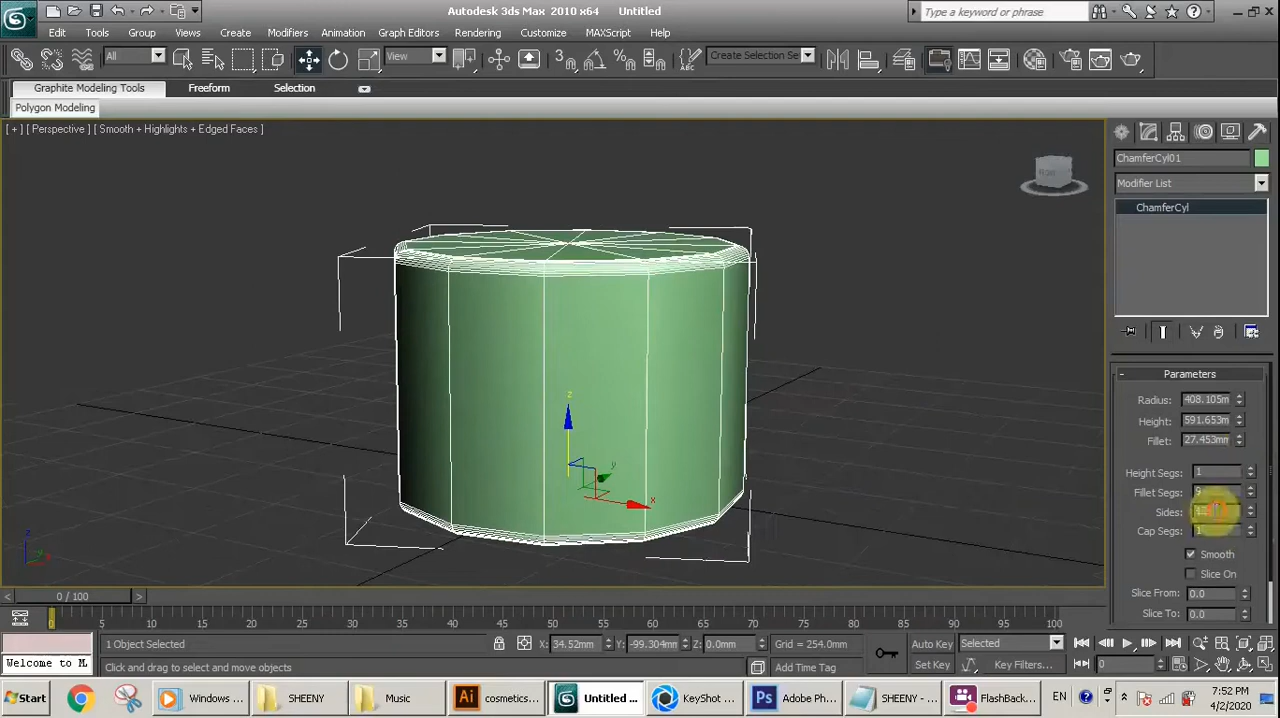 Autodesk 3ds Max 2010 x64 Untitled
Type a keyword or phrase
Edit Tools Group Views Create Modifiers Animation Graph Editors Rendering Customize MAXScript Help
All View 3 Create Selection Se
Graphite Modeling Tools Freeform Selection
Polygon Modeling
[ + ] [ Perspective ] [ Smooth + Highlights + Edged Faces ]
ChamferCyl01
Modifier List
ChamferCyl
z
y
x
z
x
- Parameters
Radius: 408.105m
Height: 591.653m
Fillet: 27.453mm
Height Segs: 1
Fillet Segs: 9
Sides:
Cap Segs: 1
Smooth
Slice On
Slice From: 0.0
Slice To: 0.0
< 0 / 100 >
0 5 10 15 20 25 30 35 40 45 50 55 60 65 70 75 80 85 90 95 100
1 Object Selected X: 34.52mm Y: -99.304mm Z: 0.0mm Grid = 254.0mm Auto Key Selected
Welcome to M Click and drag to select and move objects Add Time Tag Set Key Key Filters... 0
Start Windows... SHEENY Music cosmetics... Untitled ... KeyShot ... Adobe Ph... SHEENY -... FlashBack... EN 7:52 PM
4/2/2020